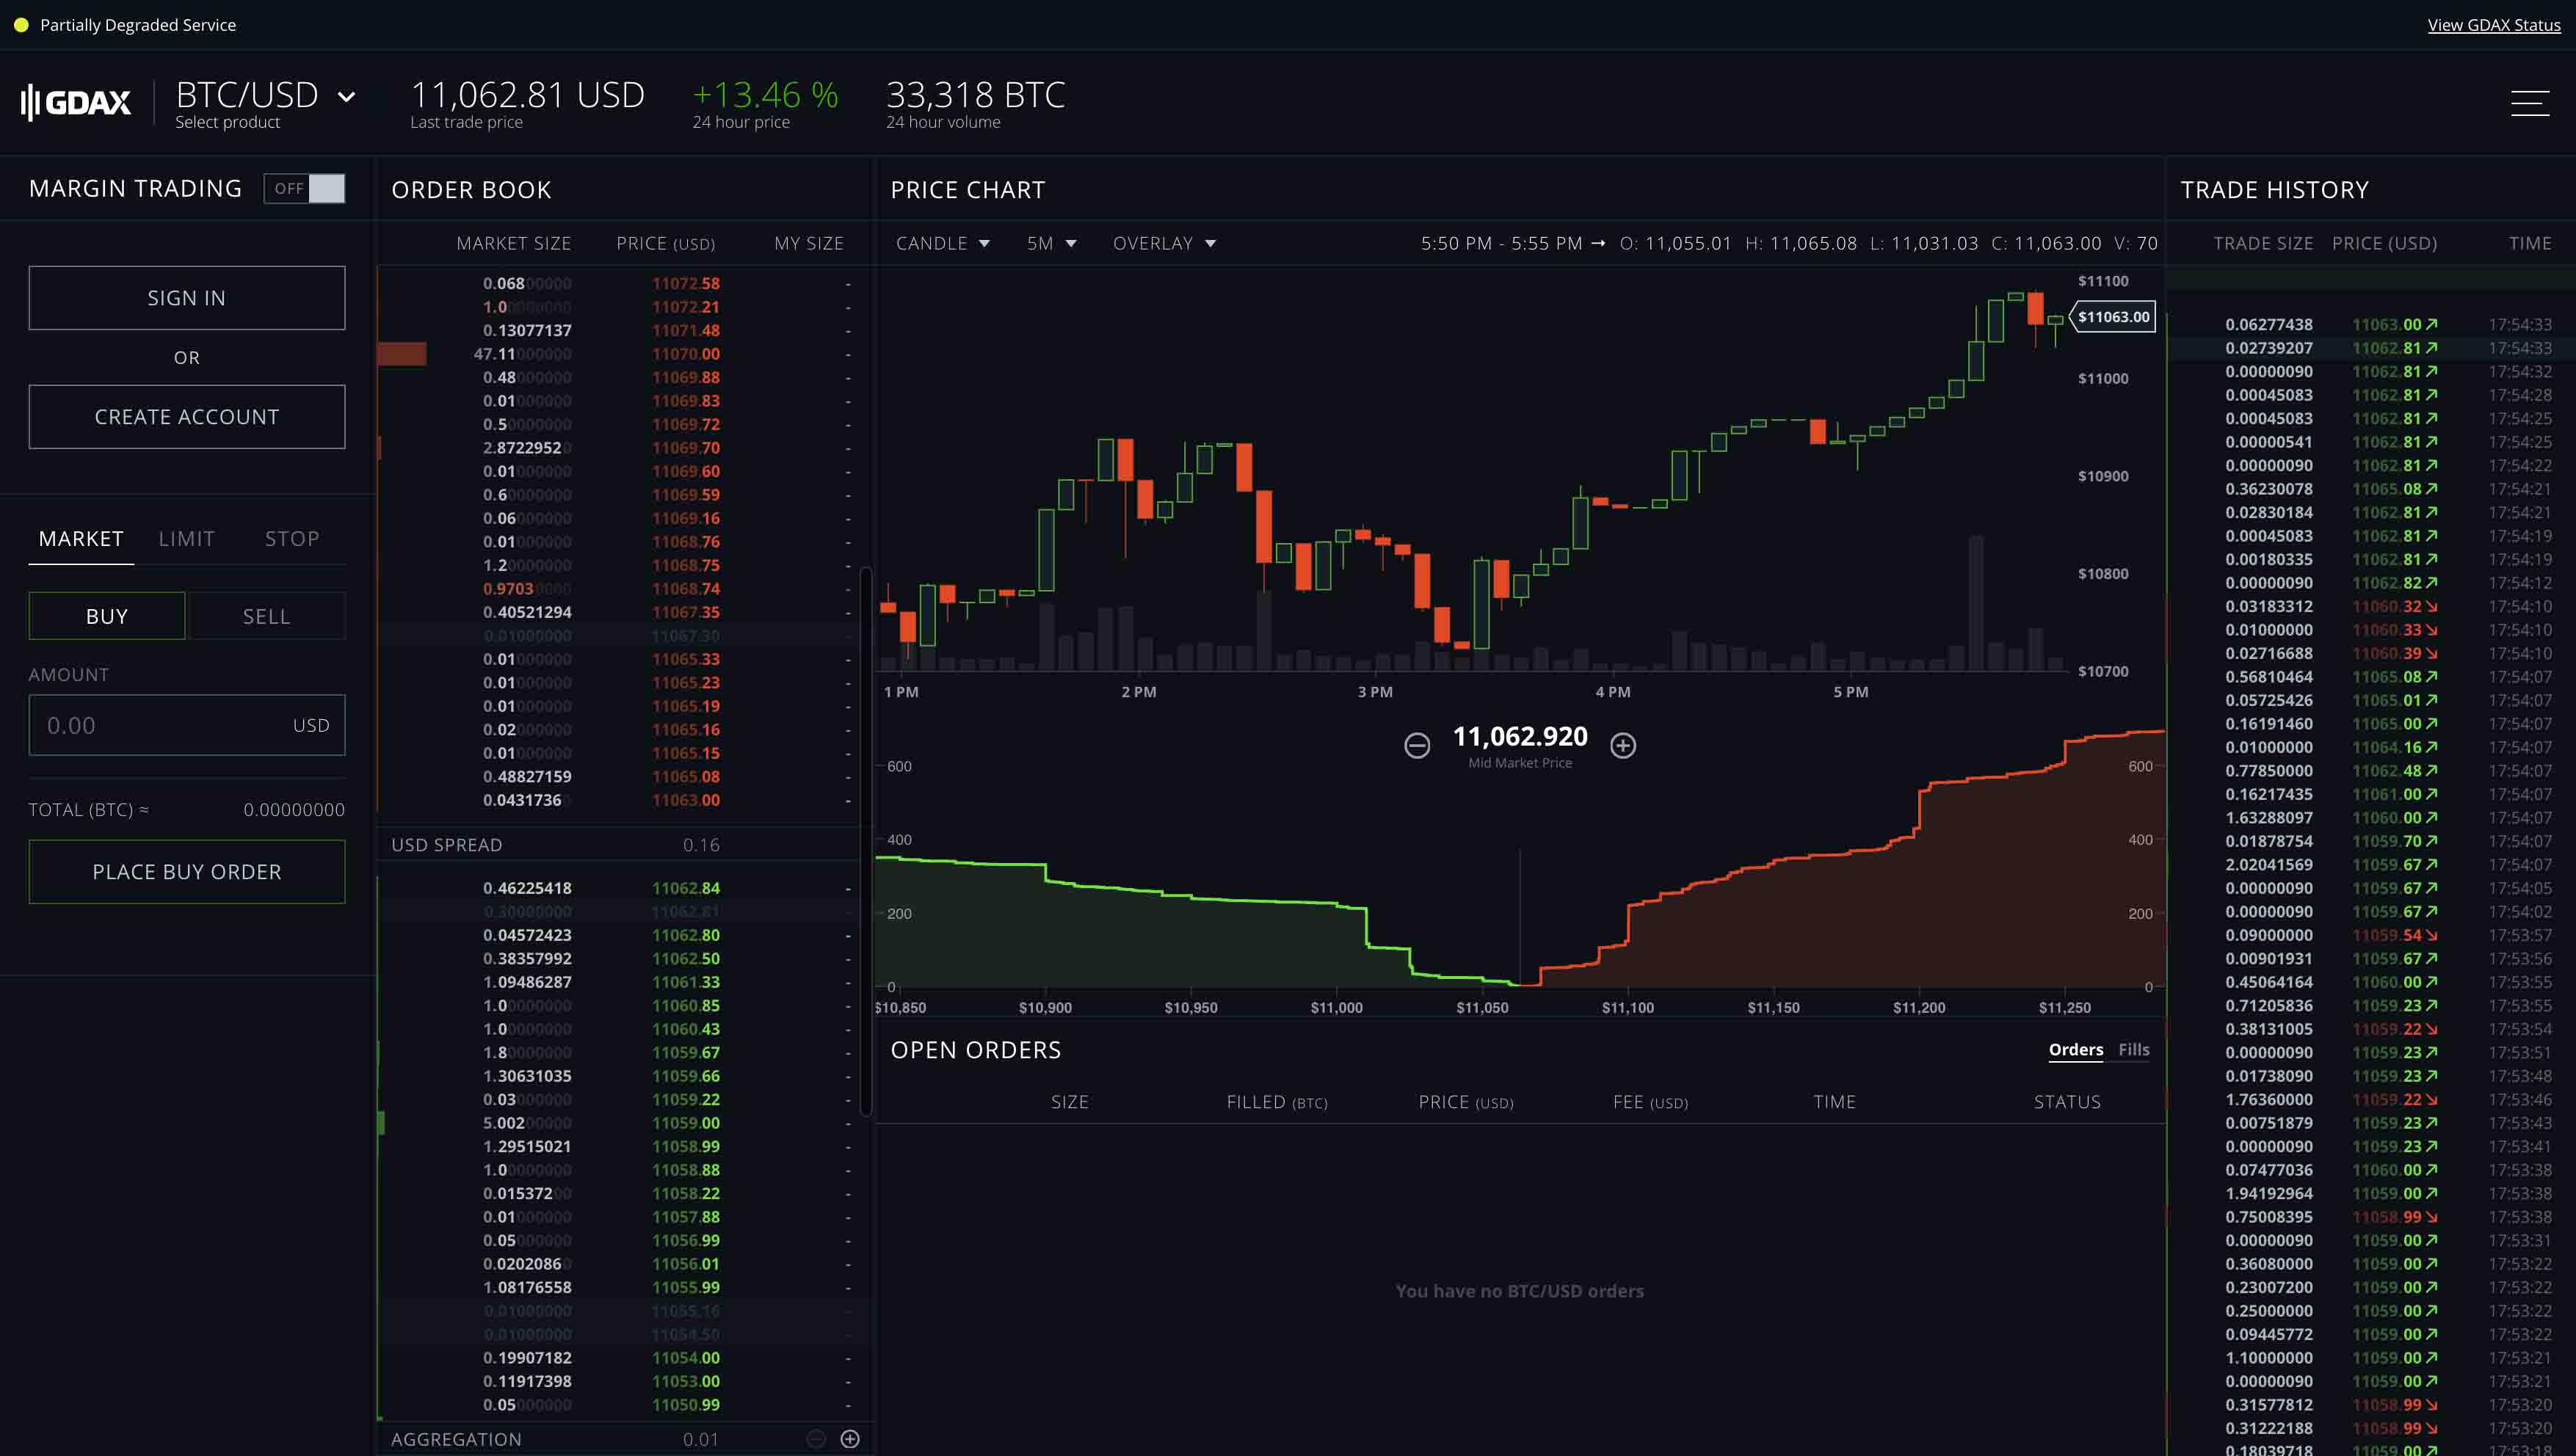 Partially Degraded Service
View GDAX Status
GDAX
BTC/USD
Select product
11,062.81 USD
Last trade price
+13.46 %
24 hour price
33,318 BTC
24 hour volume
MARGIN TRADING OFF
SIGN IN
OR
CREATE ACCOUNT
MARKET LIMIT STOP
BUY SELL
AMOUNT
0.00 USD
TOTAL (BTC) ≈ 0.00000000
PLACE BUY ORDER
ORDER BOOK
MARKET SIZE PRICE (USD) MY SIZE
0.06800000 11072.58 -
1.00000000 11072.21 -
0.13077137 11071.48 -
47.11000000 11070.00 -
0.48000000 11069.88 -
0.01000000 11069.83 -
0.50000000 11069.72 -
2.87229520 11069.70 -
0.01000000 11069.60 -
0.60000000 11069.59 -
0.06000000 11069.16 -
0.01000000 11068.76 -
1.20000000 11068.75 -
0.97030000 11068.74 -
0.40521294 11067.35 -
0.01000000 11067.30 -
0.01000000 11065.33 -
0.01000000 11065.23 -
0.01000000 11065.19 -
0.02000000 11065.16 -
0.01000000 11065.15 -
0.48827159 11065.08 -
0.04317360 11063.00 -
USD SPREAD 0.16
0.46225418 11062.84 -
0.30000000 11062.81 -
0.04572423 11062.80 -
0.38357992 11062.50 -
1.09486287 11061.33 -
1.00000000 11060.85 -
1.00000000 11060.43 -
1.80000000 11059.67 -
1.30631035 11059.66 -
0.03000000 11059.22 -
5.00200000 11059.00 -
1.29515021 11058.99 -
1.00000000 11058.88 -
0.01537200 11058.22 -
0.01000000 11057.88 -
0.05000000 11056.99 -
0.02020860 11056.01 -
1.08176558 11055.99 -
0.01000000 11055.16 -
0.01000000 11054.50 -
0.19907182 11054.00 -
0.11917398 11053.00 -
0.05000000 11050.99 -
AGGREGATION 0.01
PRICE CHART
CANDLE 5M OVERLAY
5:50 PM - 5:55 PM → O: 11,055.01 H: 11,065.08 L: 11,031.03 C: 11,063.00 V: 70
$11100
$11063.00
$11000
$10900
$10800
$10700
1 PM 2 PM 3 PM 4 PM 5 PM
11,062.920
Mid Market Price
600 600
400 400
200 200
0 0
$10,850 $10,900 $10,950 $11,000 $11,050 $11,100 $11,150 $11,200 $11,250
OPEN ORDERS
Orders Fills
SIZE FILLED (BTC) PRICE (USD) FEE (USD) TIME STATUS
You have no BTC/USD orders
TRADE HISTORY
TRADE SIZE PRICE (USD) TIME
0.06277438 11063.00 ↗ 17:54:33
0.02739207 11062.81 ↗ 17:54:33
0.00000090 11062.81 ↗ 17:54:32
0.00045083 11062.81 ↗ 17:54:28
0.00045083 11062.81 ↗ 17:54:25
0.00000541 11062.81 ↗ 17:54:25
0.00000090 11062.81 ↗ 17:54:22
0.36230078 11065.08 ↗ 17:54:21
0.02830184 11062.81 ↗ 17:54:21
0.00045083 11062.81 ↗ 17:54:19
0.00180335 11062.81 ↗ 17:54:19
0.00000090 11062.82 ↗ 17:54:12
0.03183312 11060.32 ↘ 17:54:10
0.01000000 11060.33 ↘ 17:54:10
0.02716688 11060.39 ↘ 17:54:10
0.56810464 11065.08 ↗ 17:54:07
0.05725426 11065.01 ↗ 17:54:07
0.16191460 11065.00 ↗ 17:54:07
0.01000000 11064.16 ↗ 17:54:07
0.77850000 11062.48 ↗ 17:54:07
0.16217435 11061.00 ↗ 17:54:07
1.63288097 11060.00 ↗ 17:54:07
0.01878754 11059.70 ↗ 17:54:07
2.02041569 11059.67 ↗ 17:54:07
0.00000090 11059.67 ↗ 17:54:05
0.00000090 11059.67 ↗ 17:54:02
0.09000000 11059.54 ↘ 17:53:57
0.00901931 11059.67 ↗ 17:53:56
0.45064164 11060.00 ↗ 17:53:55
0.71205836 11059.23 ↗ 17:53:55
0.38131005 11059.22 ↘ 17:53:54
0.00000090 11059.23 ↗ 17:53:51
0.01738090 11059.23 ↗ 17:53:48
1.76360000 11059.22 ↘ 17:53:46
0.00751879 11059.23 ↗ 17:53:43
0.00000090 11059.23 ↗ 17:53:41
0.07477036 11060.00 ↗ 17:53:38
1.94192964 11059.00 ↗ 17:53:38
0.75008395 11058.99 ↘ 17:53:38
0.00000090 11059.00 ↗ 17:53:31
0.36080000 11059.00 ↗ 17:53:22
0.23007200 11059.00 ↗ 17:53:22
0.25000000 11059.00 ↗ 17:53:22
0.09445772 11059.00 ↗ 17:53:22
1.10000000 11059.00 ↗ 17:53:21
0.00000090 11059.00 ↗ 17:53:21
0.31577812 11058.99 ↘ 17:53:20
0.31222188 11058.99 ↘ 17:53:20
0.18039718 11059.00 ↗ 17:53:18